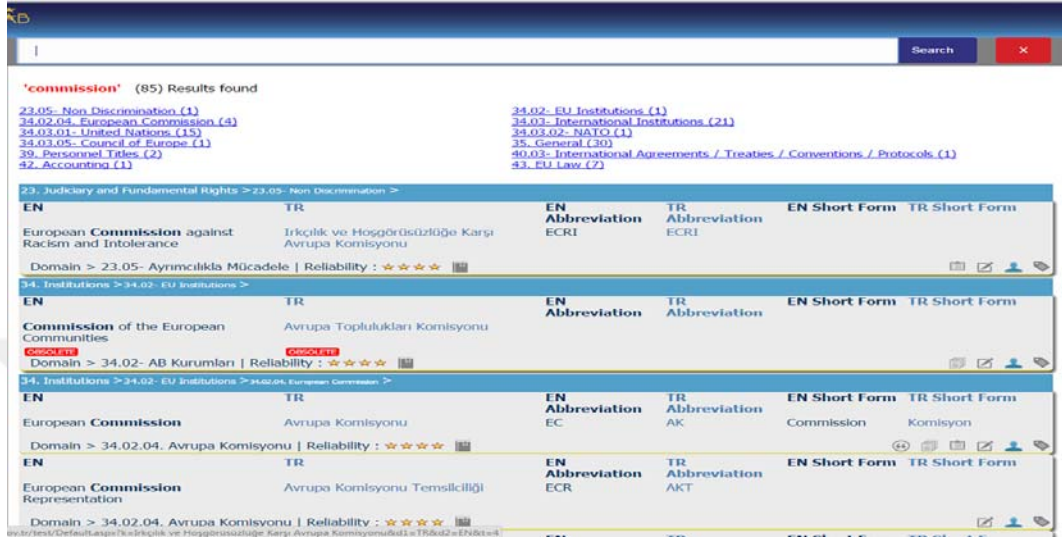 AB
Search ×
'commission' (85) Results found
23.05- Non Discrimination (1) 34.02- EU Institutions (1)
34.02.04. European Commission (4) 34.03- International Institutions (21)
34.03.01- United Nations (15) 34.03.02- NATO (1)
34.03.05- Council of Europe (1) 35. General (30)
39. Personnel Titles (2) 40.03- International Agreements / Treaties / Conventions / Protocols (1)
42. Accounting (1) 43. EU Law (7)
23. Judiciary and Fundamental Rights >23.05- Non Discrimination >
EN TR EN Abbreviation TR Abbreviation EN Short Form TR Short Form
European Commission against Irkçılık ve Hoşgörüsüzlüğe Karşı ECRI ECRI
Racism and Intolerance Avrupa Komisyonu
Domain > 23.05- Ayrımcılıkla Mücadele | Reliability : ☆☆☆☆
34. Institutions >34.02- EU Institutions >
EN TR EN Abbreviation TR Abbreviation EN Short Form TR Short Form
Commission of the European Avrupa Toplulukları Komisyonu
Communities
OBSOLETE OBSOLETE
Domain > 34.02- AB Kurumları | Reliability : ☆☆☆☆
34. Institutions >34.02- EU Institutions >34.02.04. European Commission >
EN TR EN Abbreviation TR Abbreviation EN Short Form TR Short Form
European Commission Avrupa Komisyonu EC AK Commission Komisyon
Domain > 34.02.04. Avrupa Komisyonu | Reliability : ☆☆☆☆
EN TR EN Abbreviation TR Abbreviation EN Short Form TR Short Form
European Commission Avrupa Komisyonu Temsilciliği ECR AKT
Representation
Domain > 34.02.04. Avrupa Komisyonu | Reliability : ☆☆☆☆